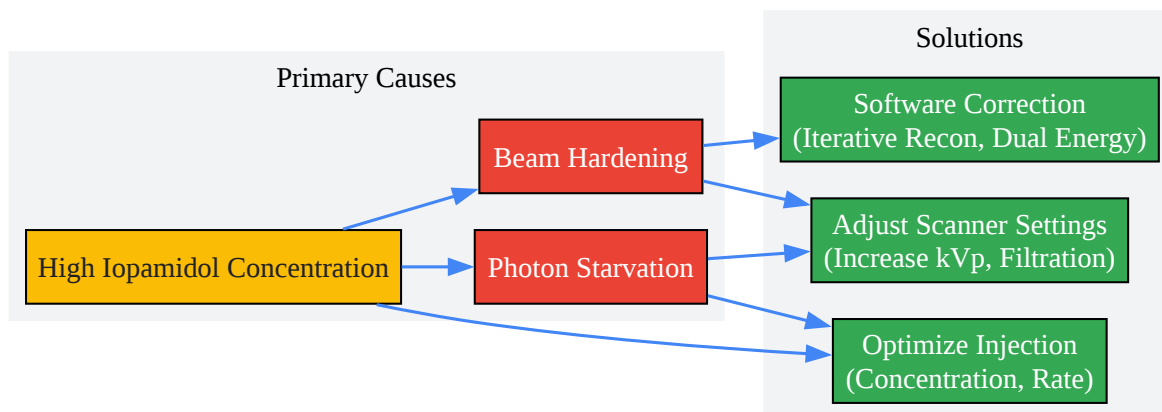 Primary Causes
High Iopamidol Concentration
Beam Hardening
Photon Starvation
Solutions
Software Correction
(Iterative Recon, Dual Energy)
Adjust Scanner Settings
(Increase kVp, Filtration)
Optimize Injection
(Concentration, Rate)